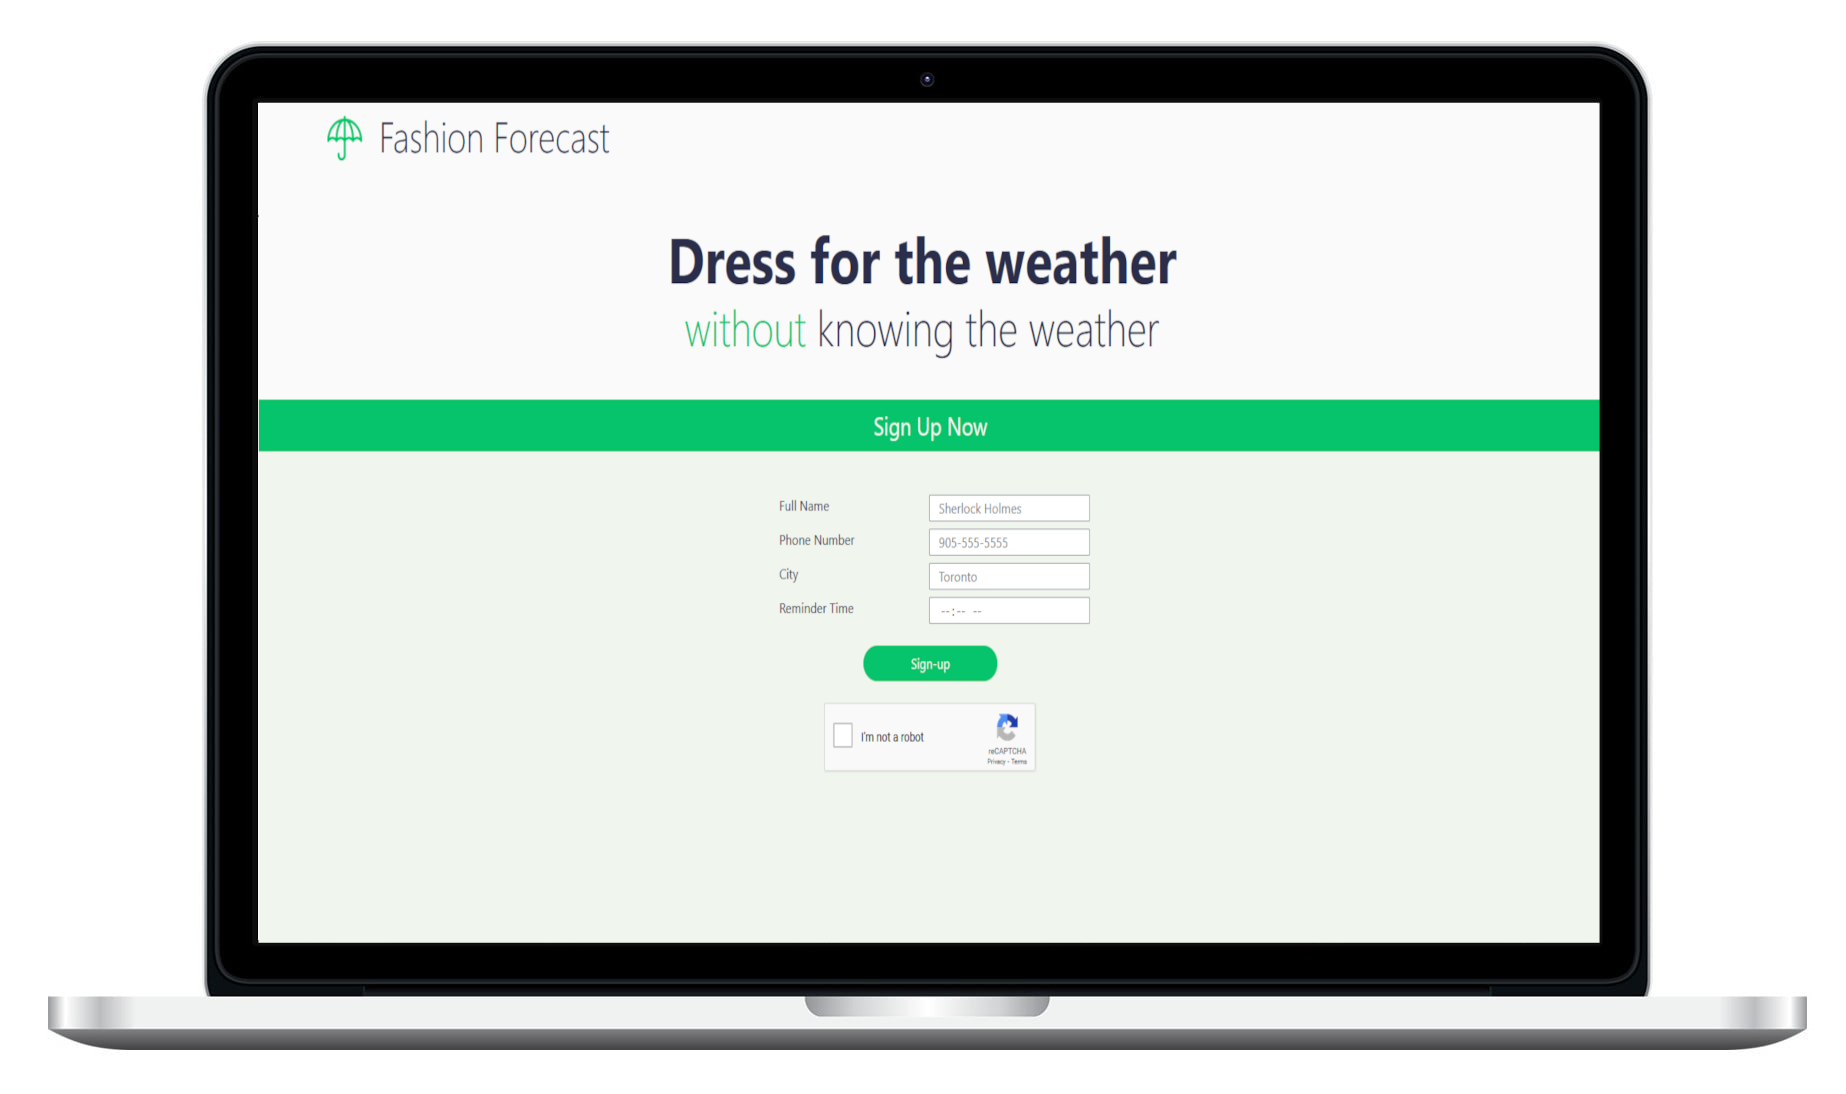 Fashion Forecast
Dress for the weather
without knowing the weather
Sign Up Now
Full Name
Sherlock Holmes
Phone Number
905-555-5555
City
Toronto
Reminder Time
--:-- --
Sign-up
I'm not a robot
reCAPTCHA
Privacy - Terms